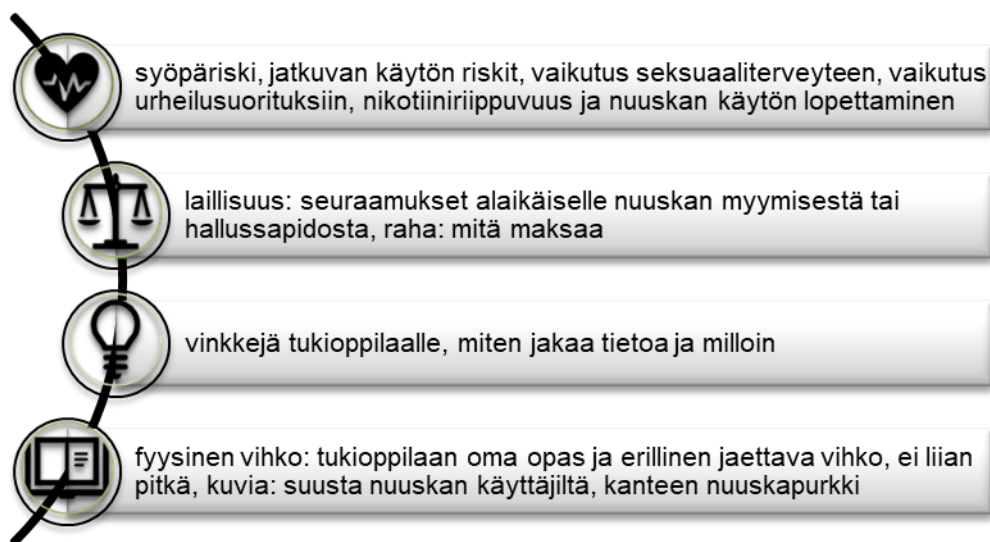 syöpäriski, jatkuvan käytön riskit, vaikutus seksuaaliterveyteen, vaikutus
urheilusuorituksiin, nikotiiniriippuvuus ja nuuskan käytön lopettaminen
laillisuus: seuraamukset alaikäiselle nuuskan myymisestä tai
hallussapidosta, raha: mitä maksaa
vinkkejä tukioppilaalle, miten jakaa tietoa ja milloin
fyysinen vihko: tukioppilaan oma opas ja erillinen jaettava vihko, ei liian
pitkä, kuvia: suusta nuuskan käyttäjiltä, kanteen nuuskapurkki